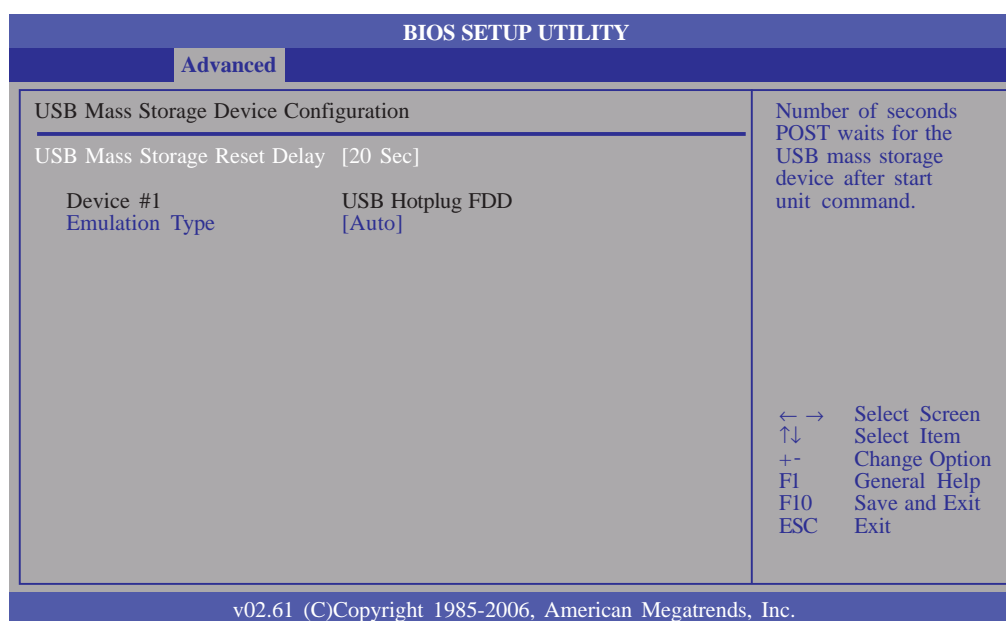 BIOS SETUP UTILITY
Advanced
USB Mass Storage Device Configuration
USB Mass Storage Reset Delay [20 Sec]
Device #1 USB Hotplug FDD
Emulation Type [Auto]
Number of seconds
POST waits for the
USB mass storage
device after start
unit command.
← → Select Screen
↑↓ Select Item
+- Change Option
F1 General Help
F10 Save and Exit
ESC Exit
v02.61 (C)Copyright 1985-2006, American Megatrends, Inc.